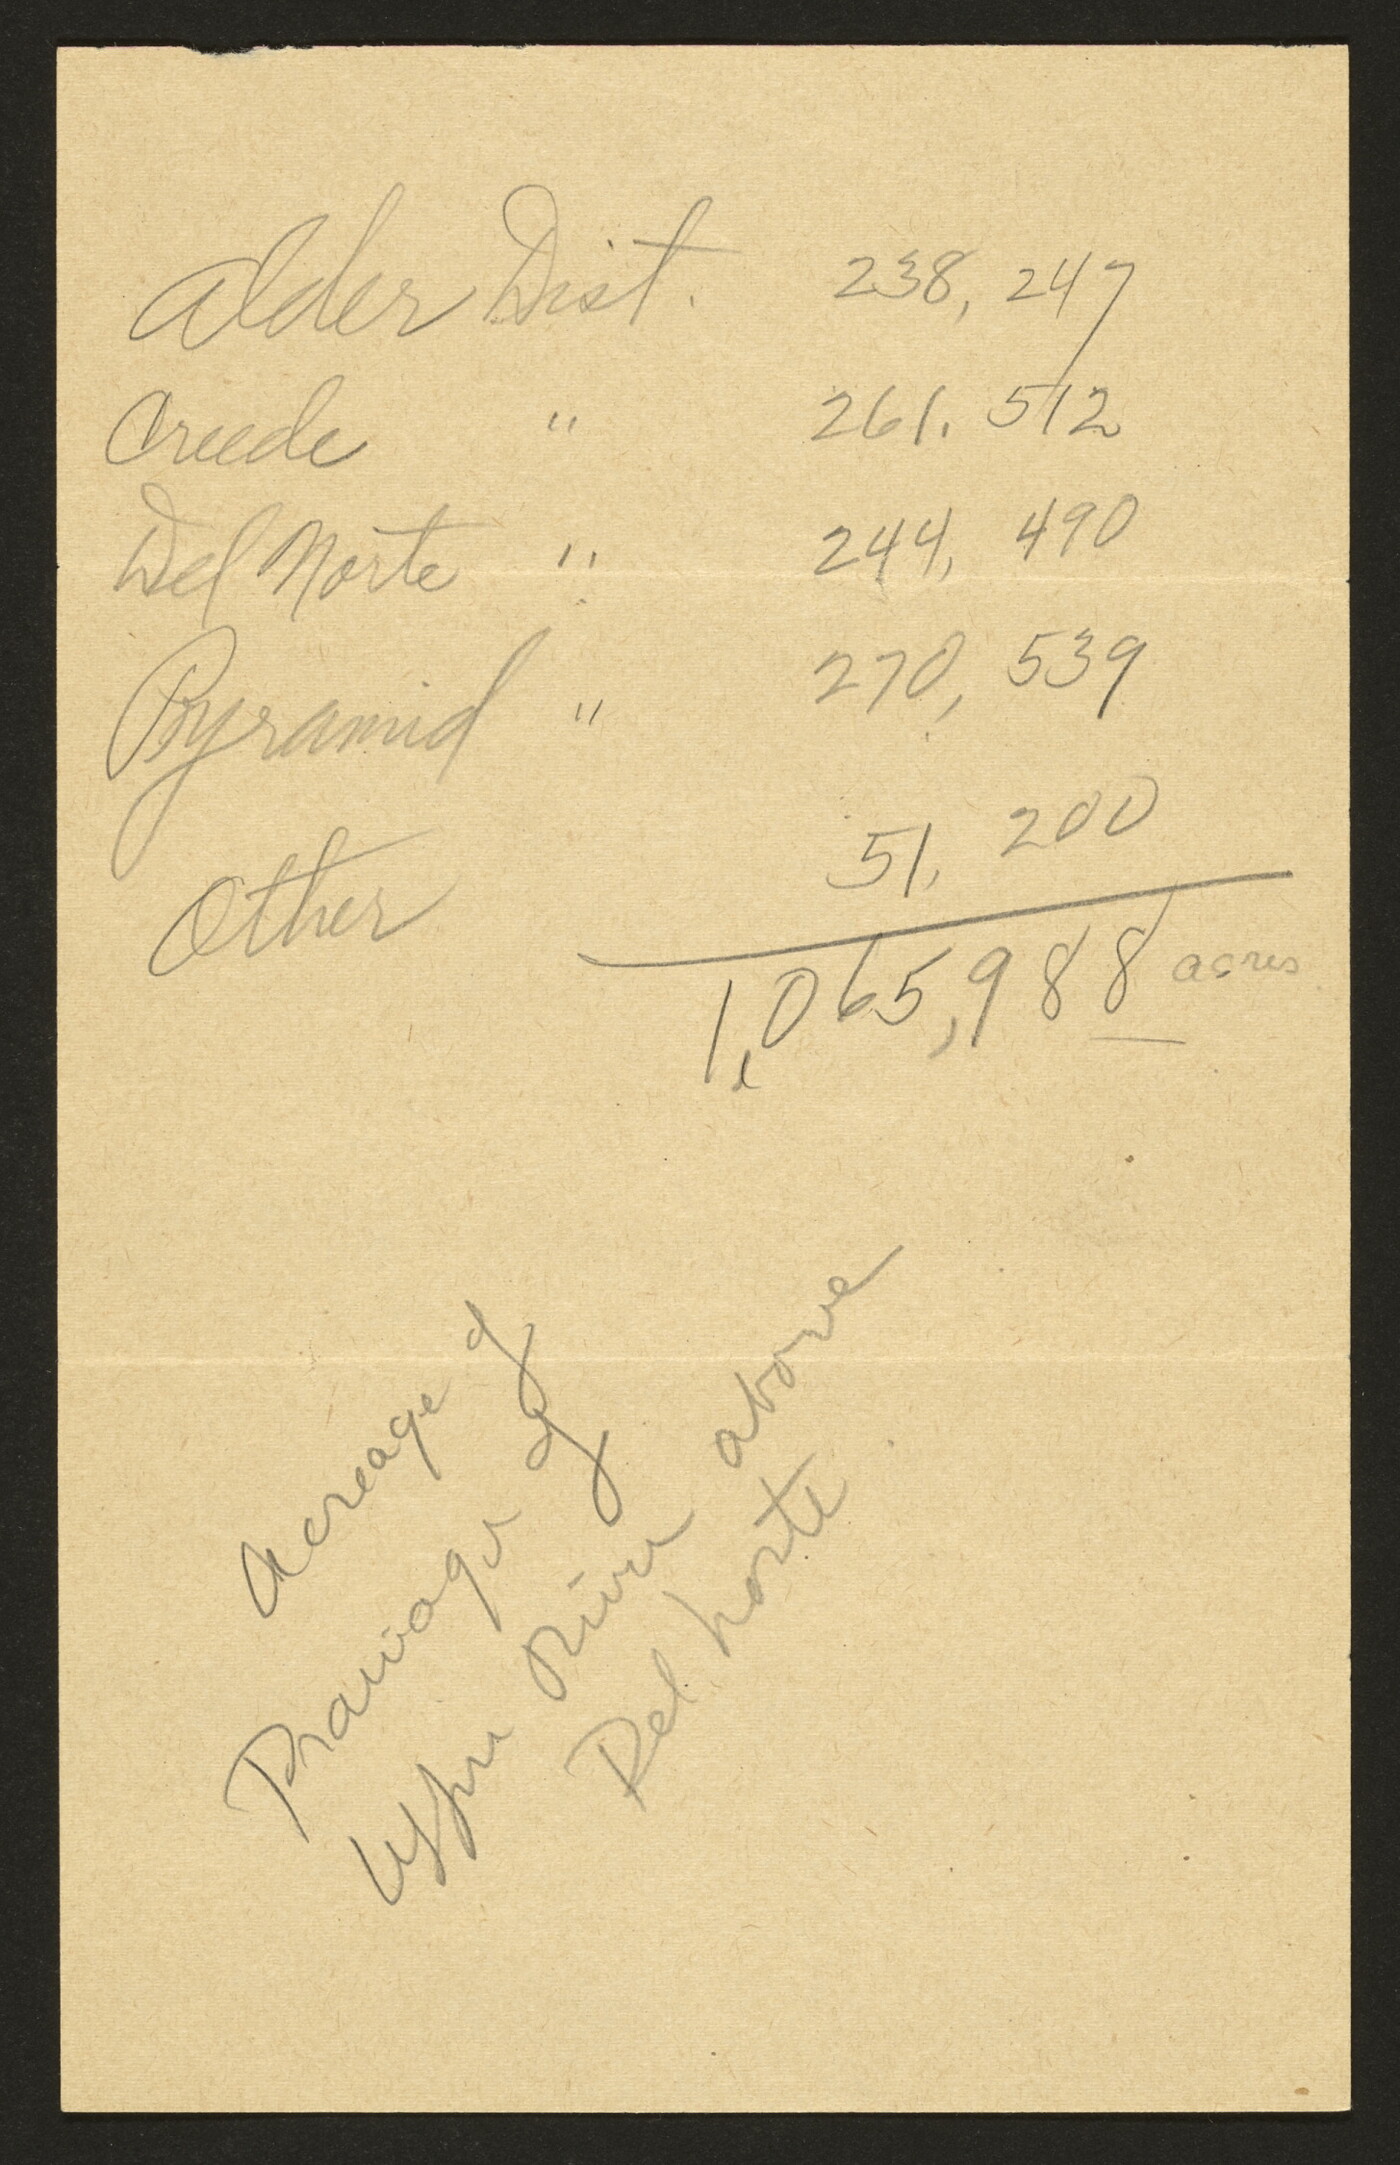 Alder Dist. 238,247
Creede " 261,512
Del Norte " 244,490
Pyramid " 270,539
Other 51,200
1,065,988 acres
Acreage of
Drainage of
Upper River above
Del Norte